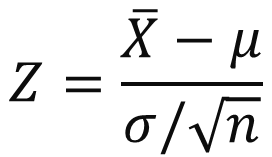 Z = (X̄ − μ) / (σ/√n)